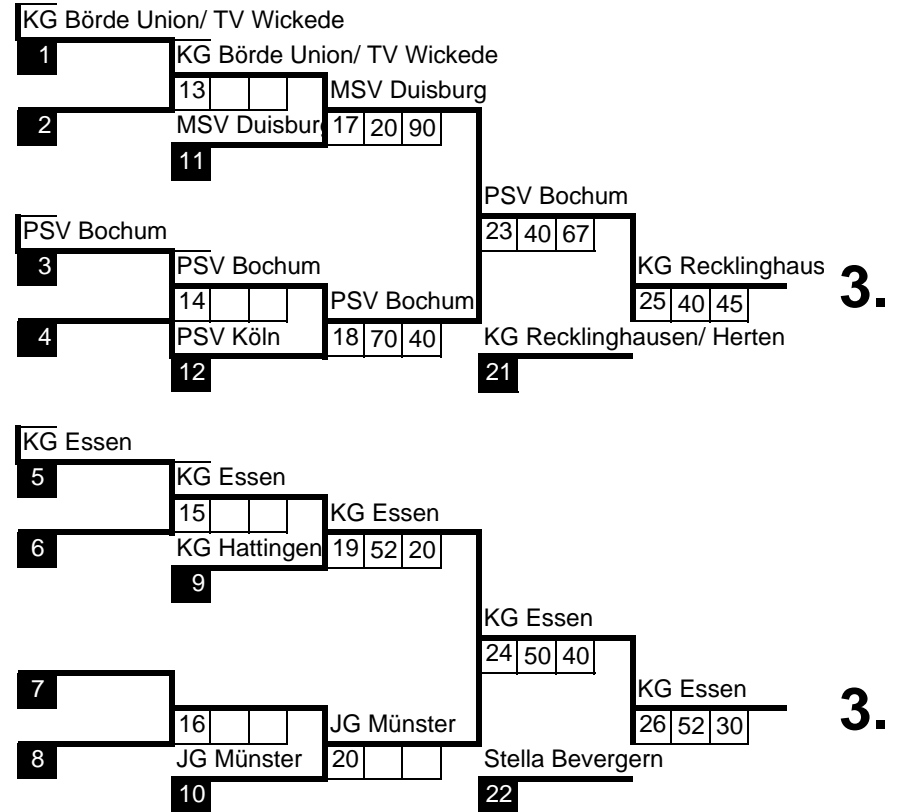 KG Börde Union/ TV Wickede
1 KG Börde Union/ TV Wickede
13 MSV Duisburg
2 MSV Duisburg 17 20 90
11
PSV Bochum
PSV Bochum 23 40 67
3 PSV Bochum KG Recklinghaus 3.
14 PSV Bochum 25 40 45
4 PSV Köln 18 70 40 KG Recklinghausen/ Herten
12 21
KG Essen
5 KG Essen
15 KG Essen
6 KG Hattingen 19 52 20
9
KG Essen
24 50 40
7 KG Essen 3.
16 JG Münster 26 52 30
8 JG Münster 20 Stella Bevergern
10 22